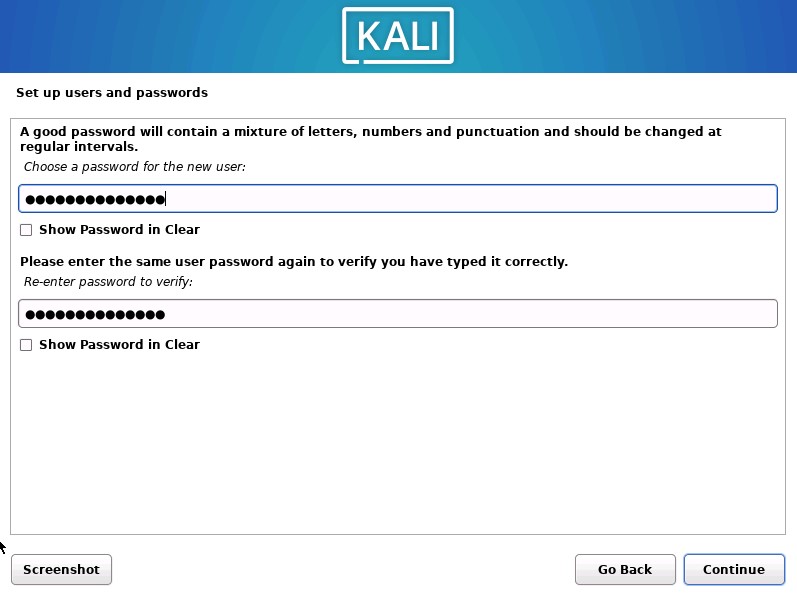 KALI
Set up users and passwords
A good password will contain a mixture of letters, numbers and punctuation and should be changed at
regular intervals.
Choose a password for the new user:
●●●●●●●●●●●●●●
Show Password in Clear
Please enter the same user password again to verify you have typed it correctly.
Re-enter password to verify:
●●●●●●●●●●●●●●
Show Password in Clear
Screenshot
Go Back
Continue